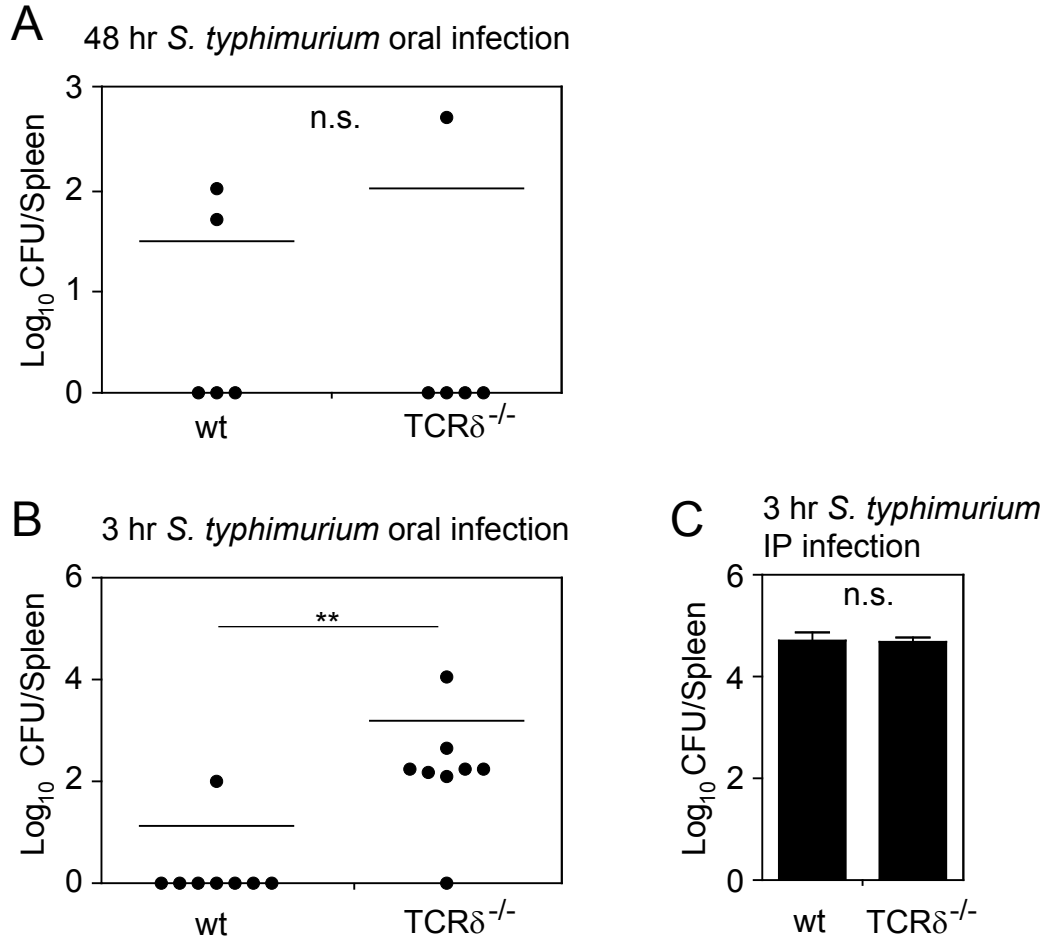 A
48 hr S. typhimurium oral infection
Log10 CFU/Spleen
3
2
1
0
n.s.
wt
TCRδ-/-
B
3 hr S. typhimurium oral infection
Log10 CFU/Spleen
6
4
2
0
**
wt
TCRδ-/-
C
3 hr S. typhimurium
IP infection
Log10 CFU/Spleen
6
4
2
0
n.s.
wt
TCRδ-/-